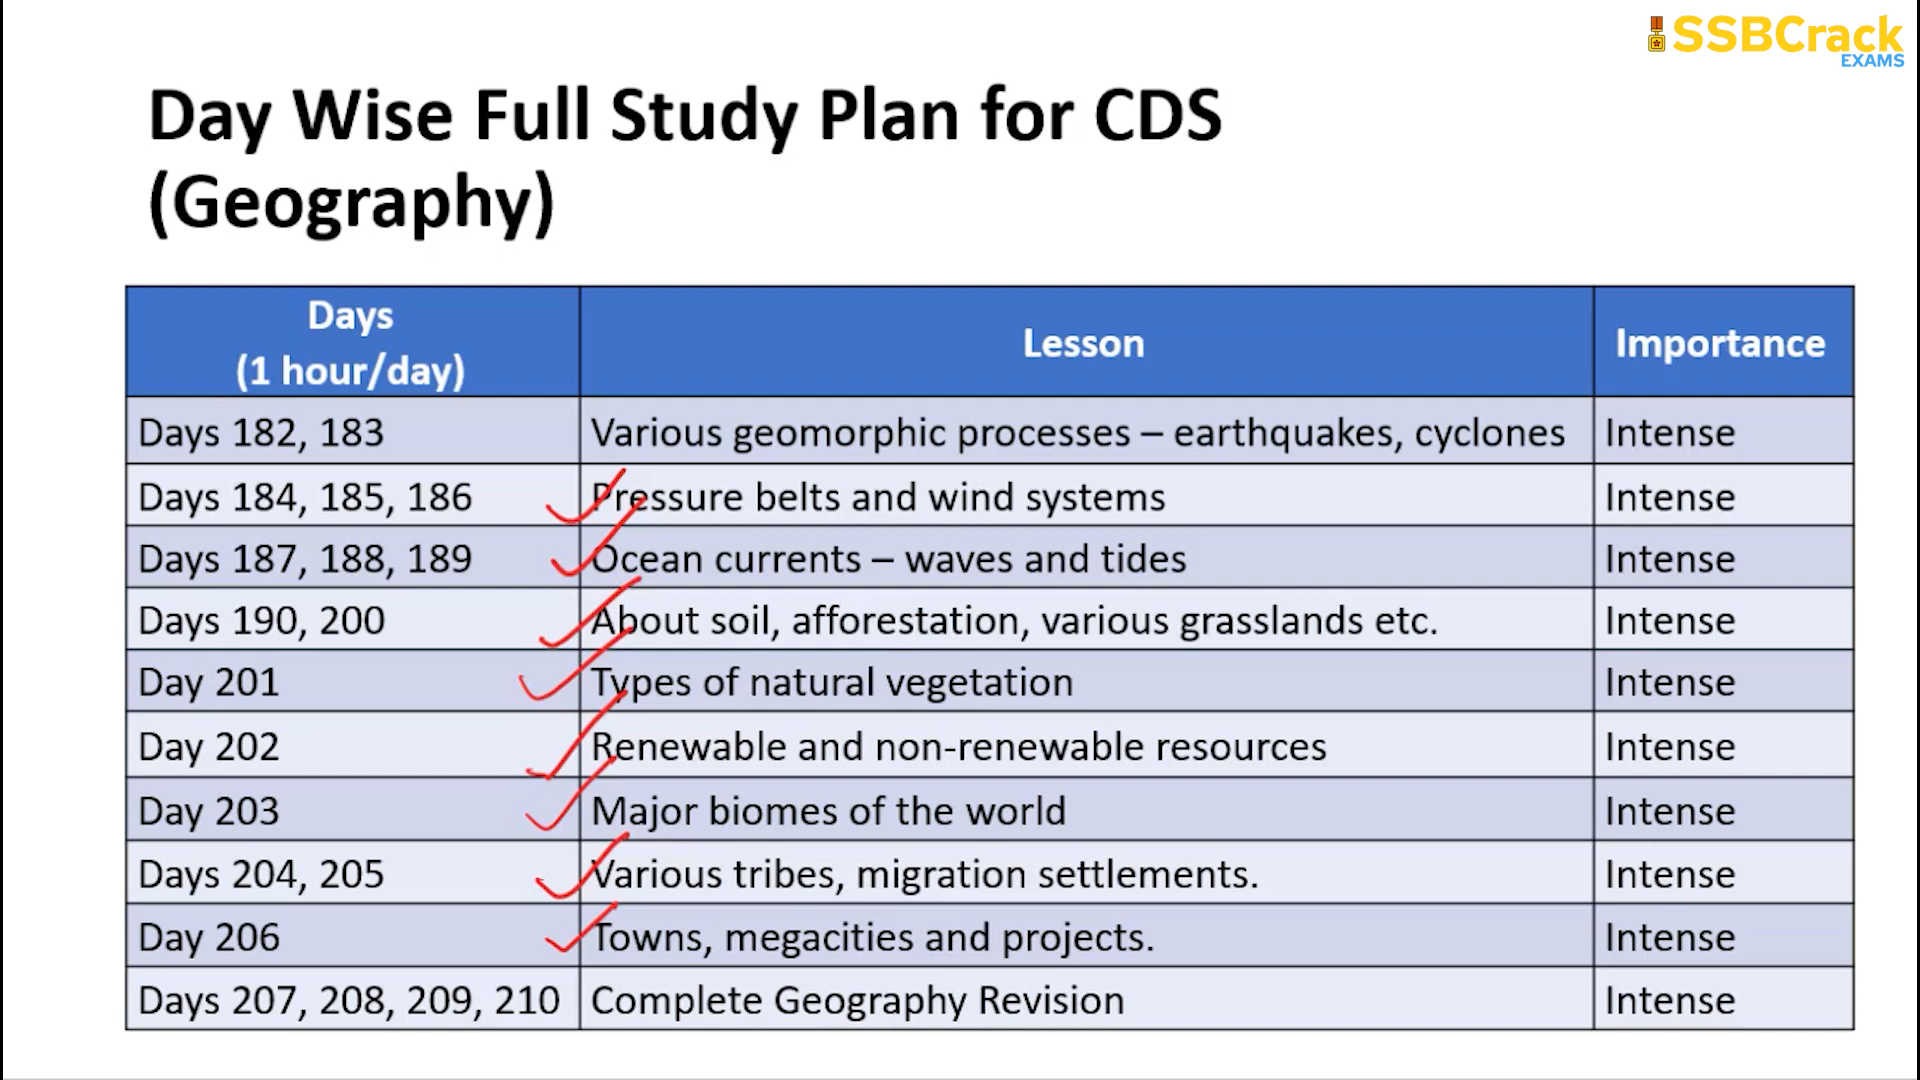 SSBCrack
EXAMS
Day Wise Full Study Plan for CDS
(Geography)
Days
(1 hour/day)
Lesson
Importance
Days 182, 183
Various geomorphic processes – earthquakes, cyclones
Intense
Days 184, 185, 186
Pressure belts and wind systems
Intense
Days 187, 188, 189
Ocean currents – waves and tides
Intense
Days 190, 200
About soil, afforestation, various grasslands etc.
Intense
Day 201
Types of natural vegetation
Intense
Day 202
Renewable and non-renewable resources
Intense
Day 203
Major biomes of the world
Intense
Days 204, 205
Various tribes, migration settlements.
Intense
Day 206
Towns, megacities and projects.
Intense
Days 207, 208, 209, 210
Complete Geography Revision
Intense